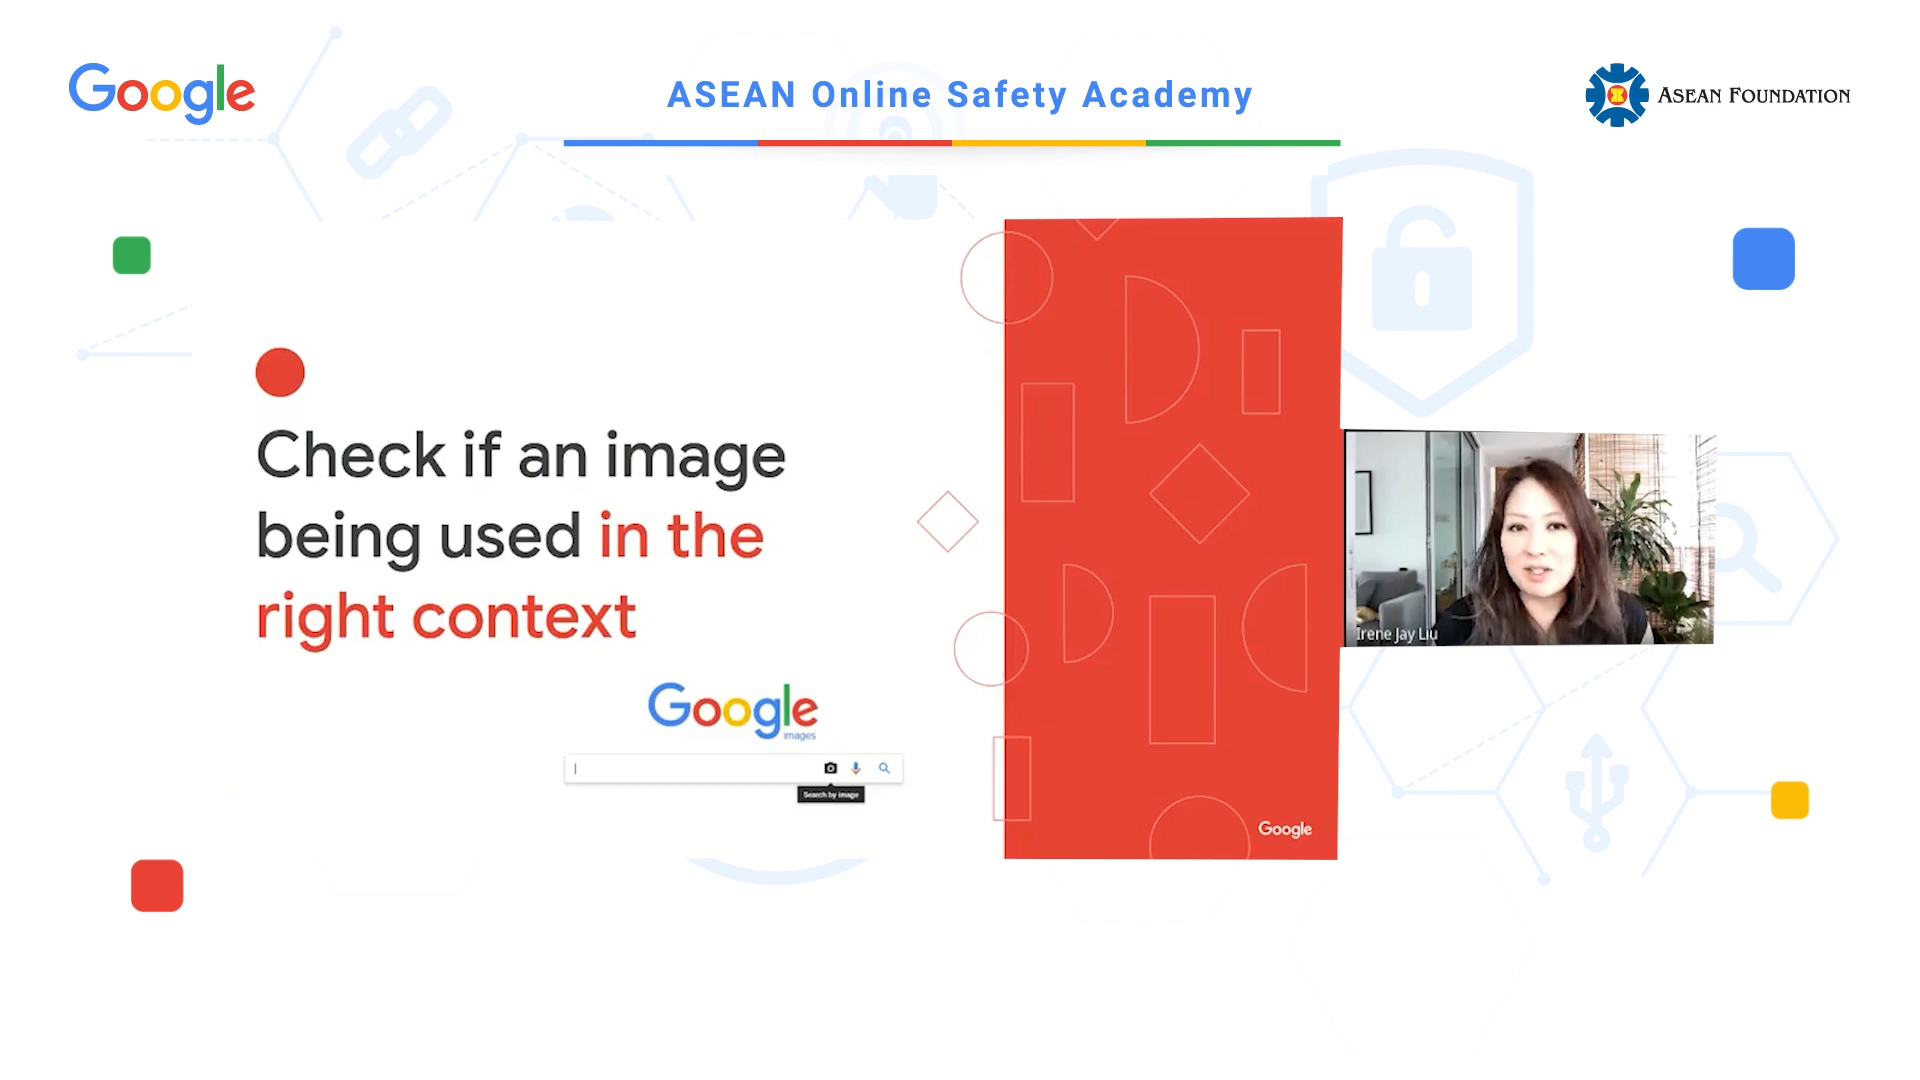 Google
ASEAN Online Safety Academy
ASEAN FOUNDATION
Check if an image
being used in the
right context
Google
images
Search by image
Google
Irene Jay Liu